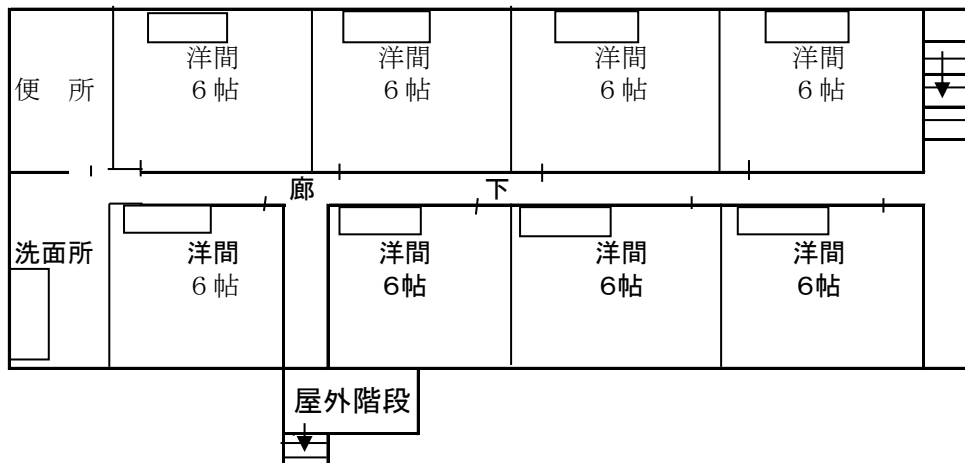 洋間 洋間 洋間 洋間
便 所 6帖 6帖 6帖 6帖
廊 下
洗面所 洋間 洋間 洋間 洋間
6帖 6帖 6帖 6帖
屋外階段